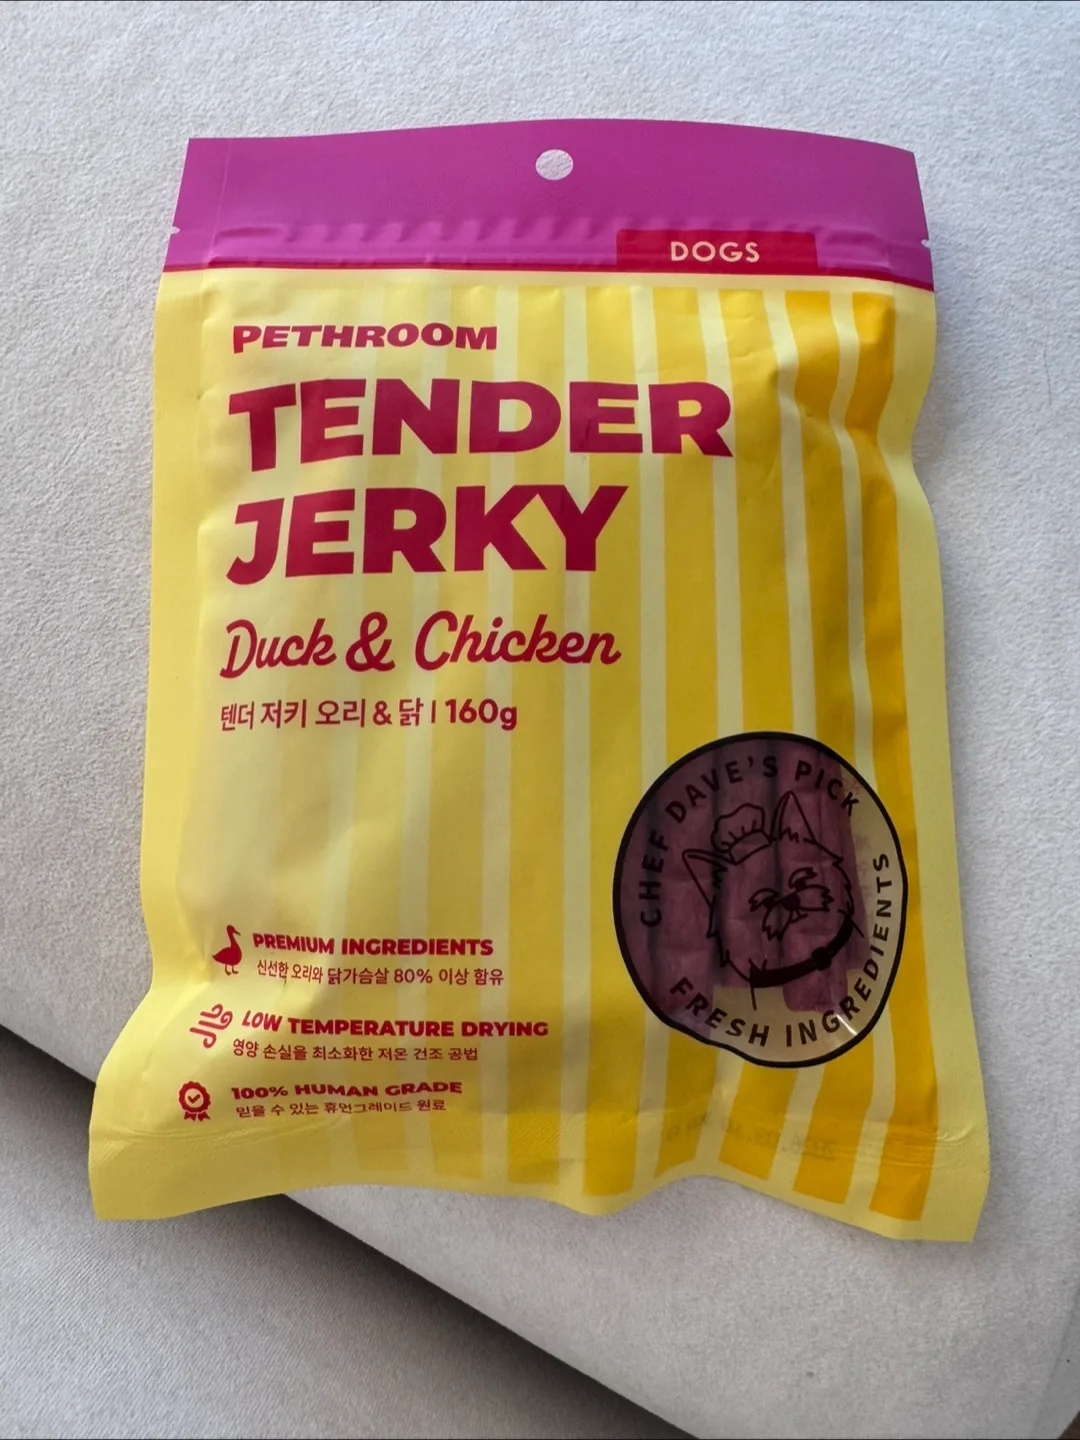 DOGS
PETHROOM
TENDER
JERKY
Duck & Chicken
텐더 저키 오리 & 닭 | 160g
CHEF DAVE'S PICK
FRESH INGREDIENTS
PREMIUM INGREDIENTS
신선한 오리와 닭가슴살 80% 이상 함유
LOW TEMPERATURE DRYING
영양 손실을 최소화한 저온 건조 공법
100% HUMAN GRADE
믿을 수 있는 휴먼그레이드 원료